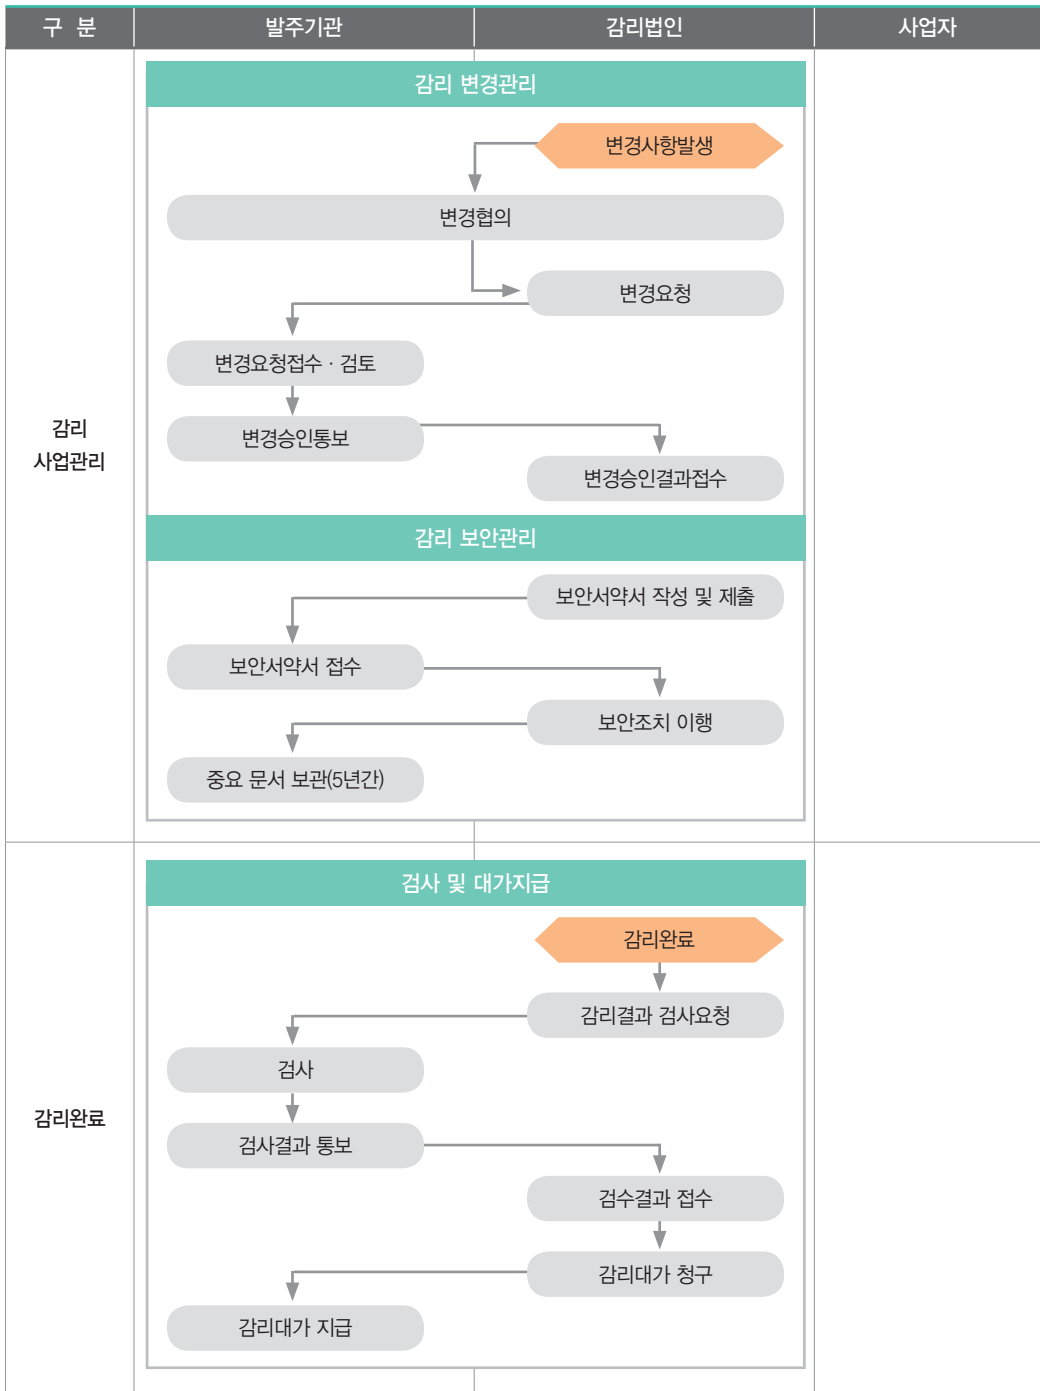 구 분 발주기관 감리법인 사업자
감리 변경관리
변경사항발생
변경협의
변경요청
변경요청접수 · 검토
변경승인통보
변경승인결과접수
감리
사업관리
감리 보안관리
보안서약서 작성 및 제출
보안서약서 접수
보안조치 이행
중요 문서 보관(5년간)
검사 및 대가지급
감리완료
감리결과 검사요청
검사
감리완료
검사결과 통보
검수결과 접수
감리대가 청구
감리대가 지급